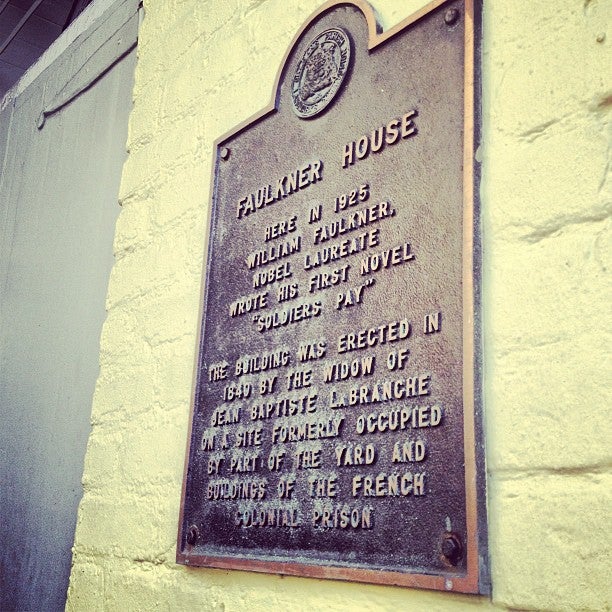 FAULKNER HOUSE
HERE IN 1925
WILLIAM FAULKNER,
NOBEL LAUREATE
WROTE HIS FIRST NOVEL
"SOLDIERS PAY"
THE BUILDING WAS ERECTED IN
1840 BY THE WIDOW OF
JEAN BAPTISTE LABRANCHE
ON A SITE FORMERLY OCCUPIED
BY PART OF THE YARD AND
BUILDINGS OF THE FRENCH
COLONIAL PRISON